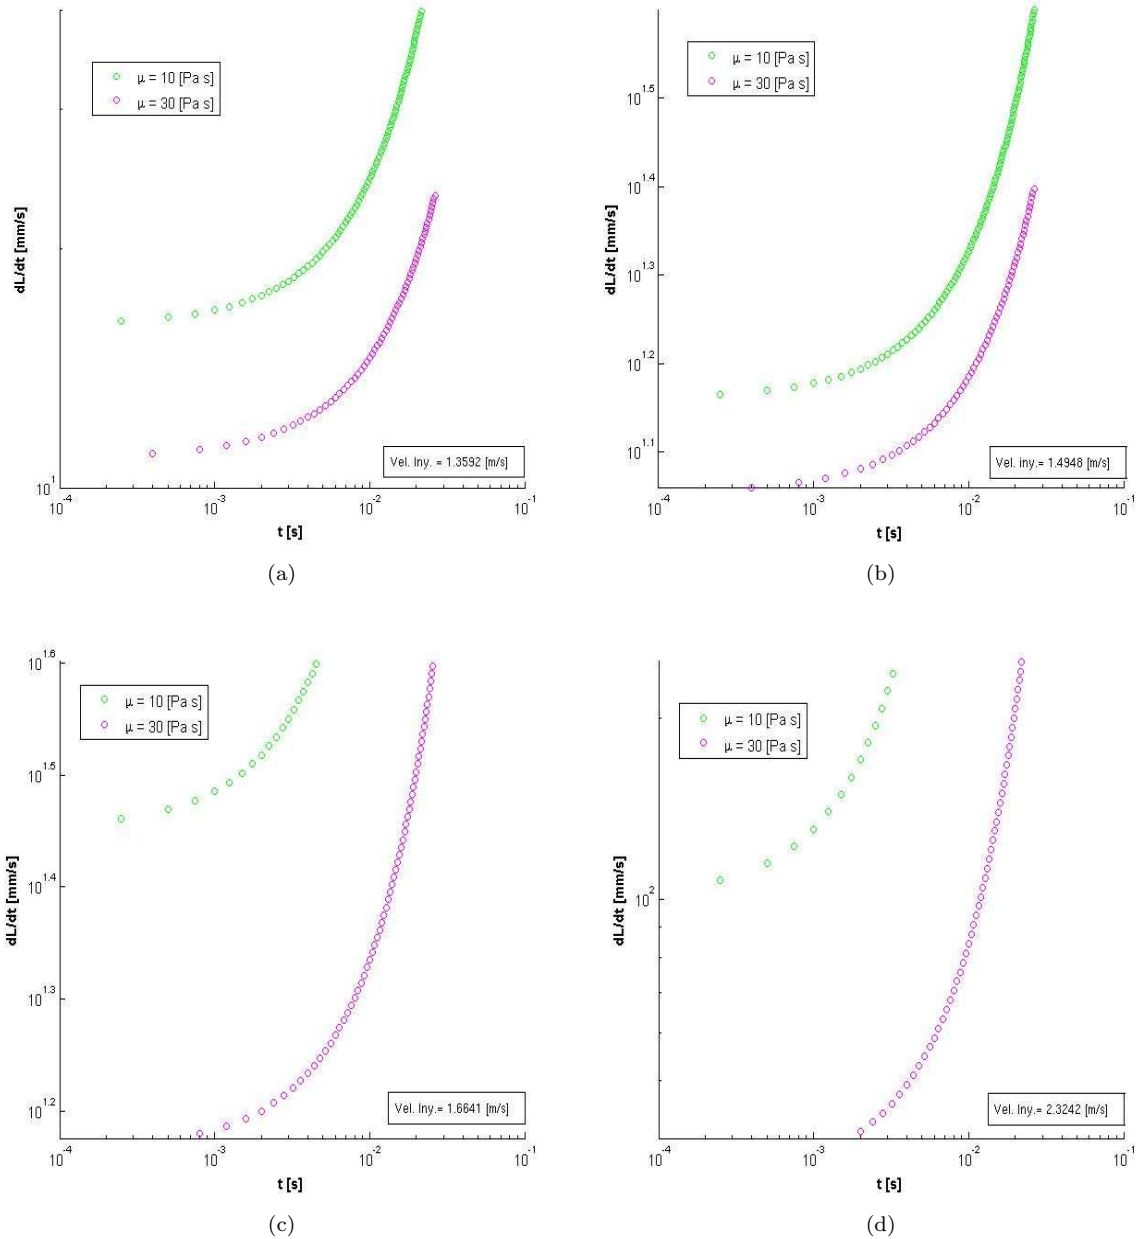 μ = 10 [Pa s]
μ = 30 [Pa s]
dL/dt [mm/s]
Vel. Iny. = 1.3592 [m/s]
10^1
10^-4 10^-3 10^-2 10^-1
t [s]
(a)
μ = 10 [Pa s]
μ = 30 [Pa s]
10^1.5
10^1.4
10^1.3
10^1.2
10^1.1
dL/dt [mm/s]
Vel. iny.= 1.4948 [m/s]
10^-4 10^-3 10^-2 10^-1
t [s]
(b)
10^1.6
μ = 10 [Pa s]
μ = 30 [Pa s]
10^1.5
10^1.4
10^1.3
10^1.2
dL/dt [mm/s]
Vel. Iny.= 1.6641 [m/s]
10^-4 10^-3 10^-2 10^-1
t [s]
(c)
μ = 10 [Pa s]
μ = 30 [Pa s]
10^2
dL/dt [mm/s]
Vel. Iny.= 2.3242 [m/s]
10^-4 10^-3 10^-2 10^-1
t [s]
(d)